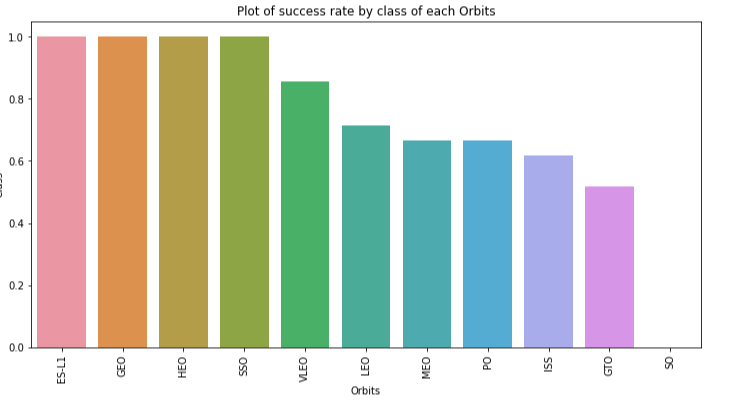 Plot of success rate by class of each Orbits
1.0
0.8
0.6
0.4
0.2
0.0
ES-L1 GEO HEO SSO VLEO LEO MEO PO ISS GTO SO
Orbits